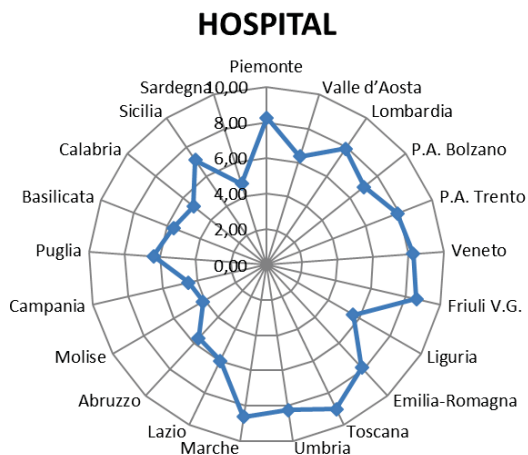 HOSPITAL
Piemonte
Sardegna
10,00
Valle d’Aosta
Sicilia
Lombardia
8,00
Calabria
6,00
P.A. Bolzano
Basilicata
4,00
P.A. Trento
2,00
Puglia
0,00
Veneto
Campania
Friuli V.G.
Molise
Liguria
Abruzzo
Emilia-Romagna
Lazio
Toscana
Marche
Umbria